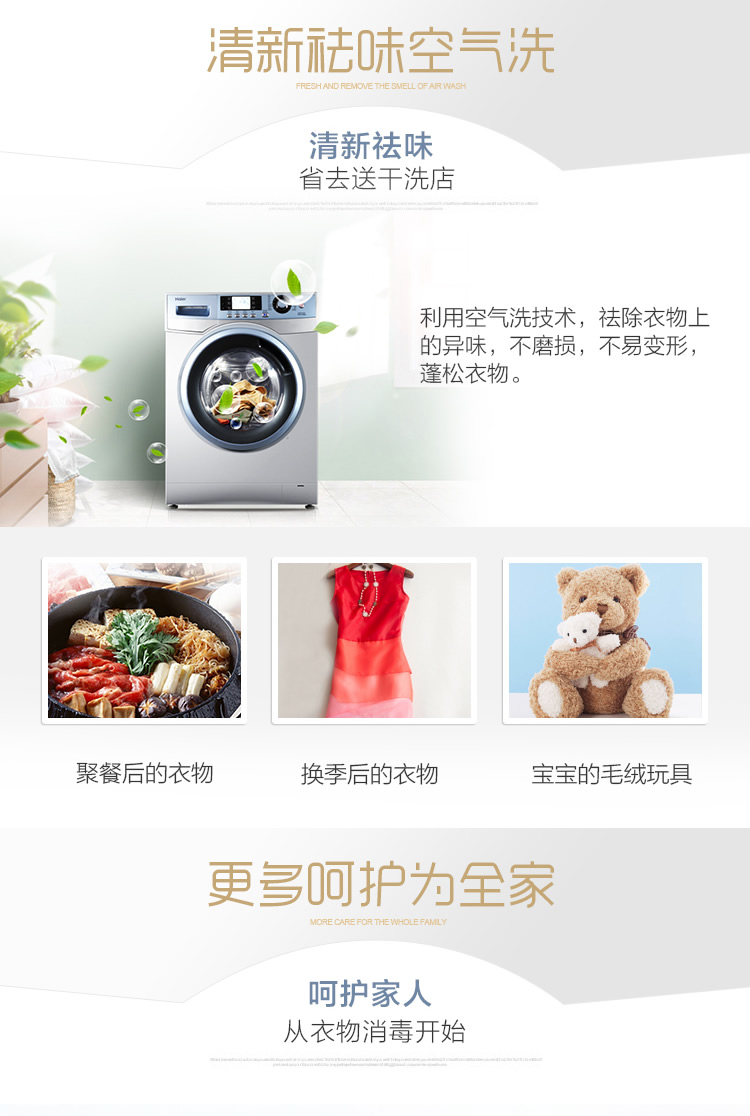 清新祛味空气洗
FRESH AND REMOVE THE SMELL OF AIR WASH
清新祛味
省去送干洗店
Haier
利用空气洗技术，祛除衣物上
的异味，不磨损，不易变形，
蓬松衣物。
聚餐后的衣物
换季后的衣物
宝宝的毛绒玩具
更多呵护为全家
MORE CARE FOR THE WHOLE FAMILY
呵护家人
从衣物消毒开始